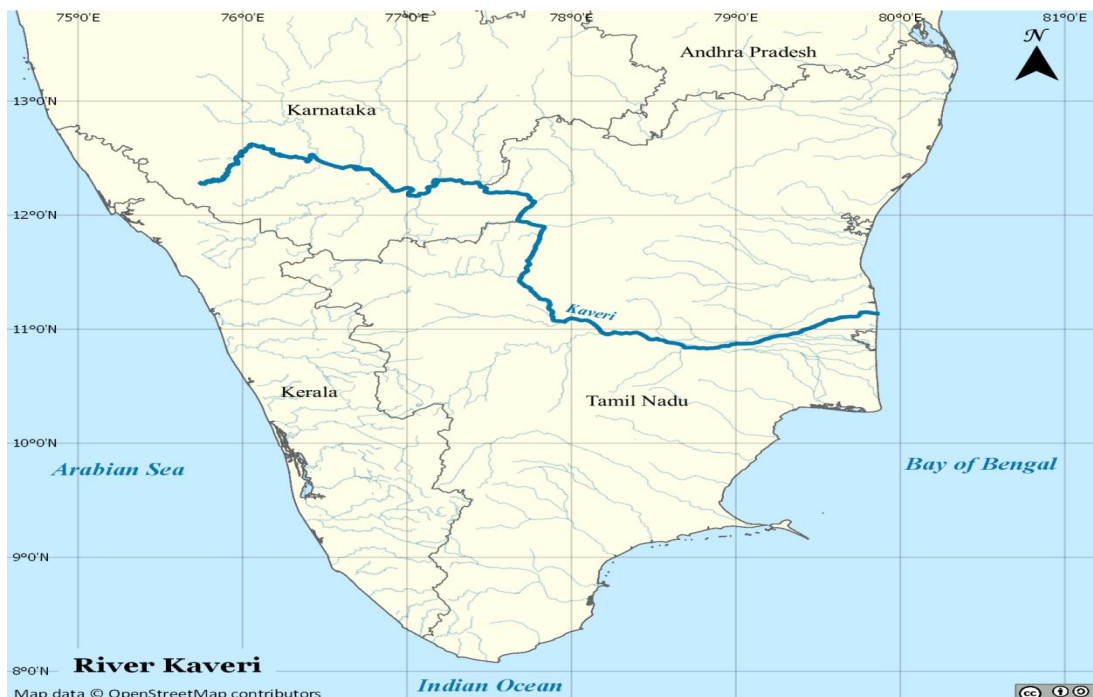 75°0'E 76°0'E 77°0'E 78°0'E 79°0'E 80°0'E 81°0'E
N
Andhra Pradesh
13°0'N
Karnataka
12°0'N
11°0'N
Kaveri
Kerala
Tamil Nadu
10°0'N
Arabian Sea
Bay of Bengal
9°0'N
8°0'N
River Kaveri
Map data © OpenStreetMap contributors
Indian Ocean
cc